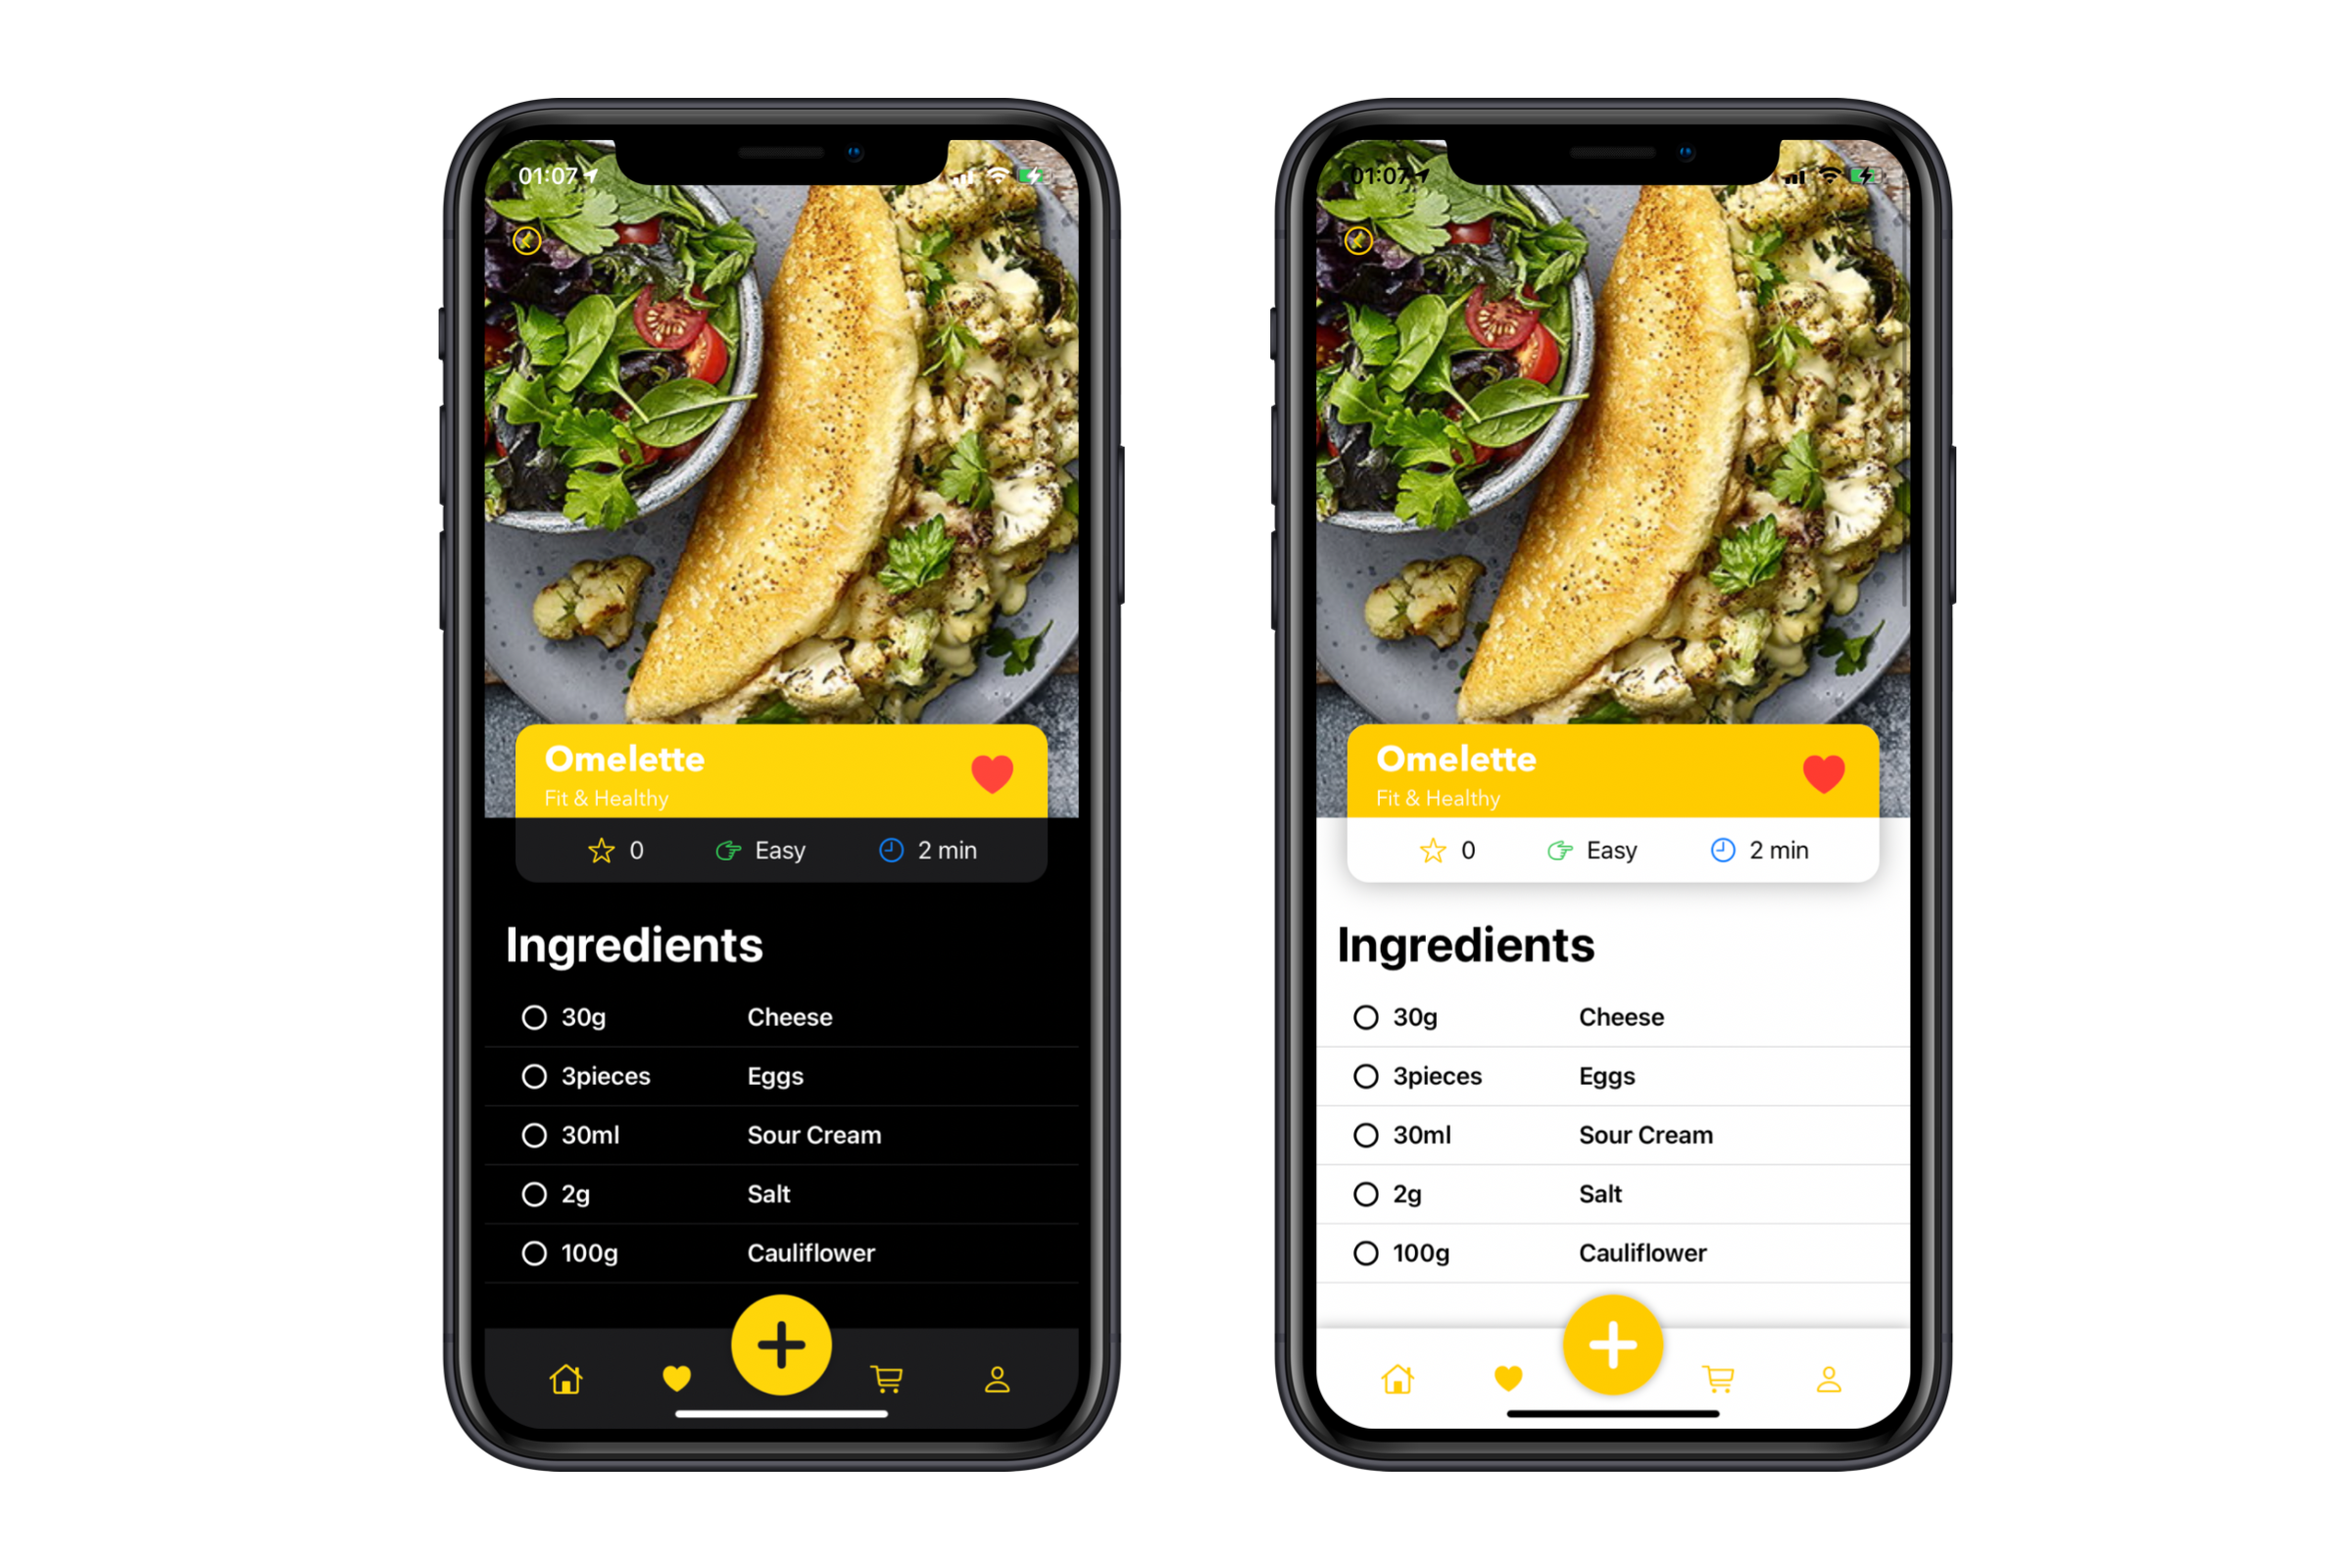 01:07
Omelette
Fit & Healthy
0 Easy 2 min
Ingredients
30g Cheese
3pieces Eggs
30ml Sour Cream
2g Salt
100g Cauliflower
01:07
Omelette
Fit & Healthy
0 Easy 2 min
Ingredients
30g Cheese
3pieces Eggs
30ml Sour Cream
2g Salt
100g Cauliflower